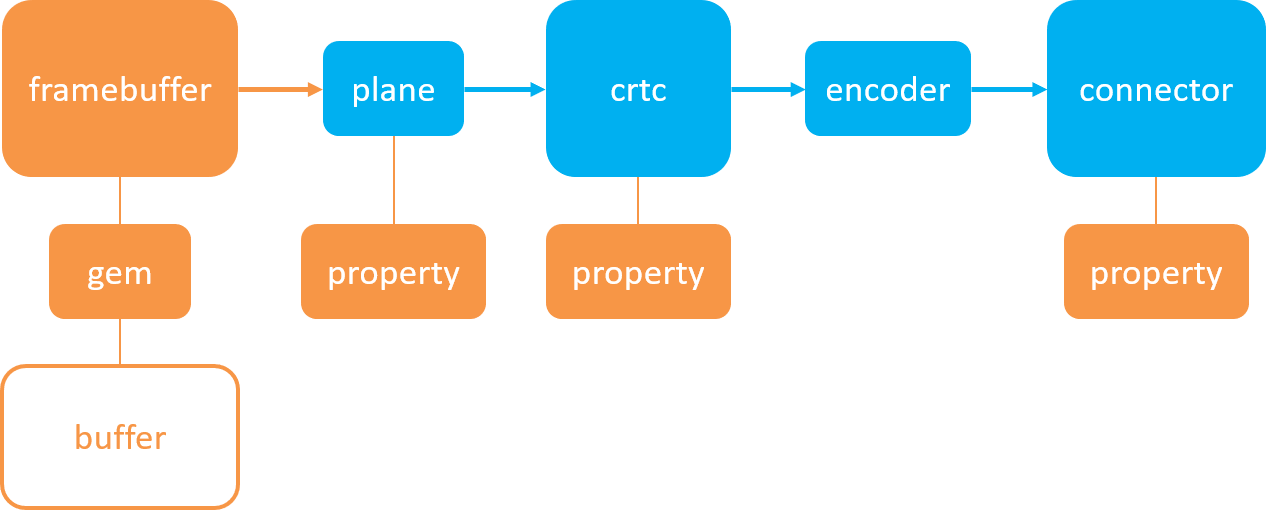 framebuffer
plane
crtc
encoder
connector
gem
property
property
property
buffer